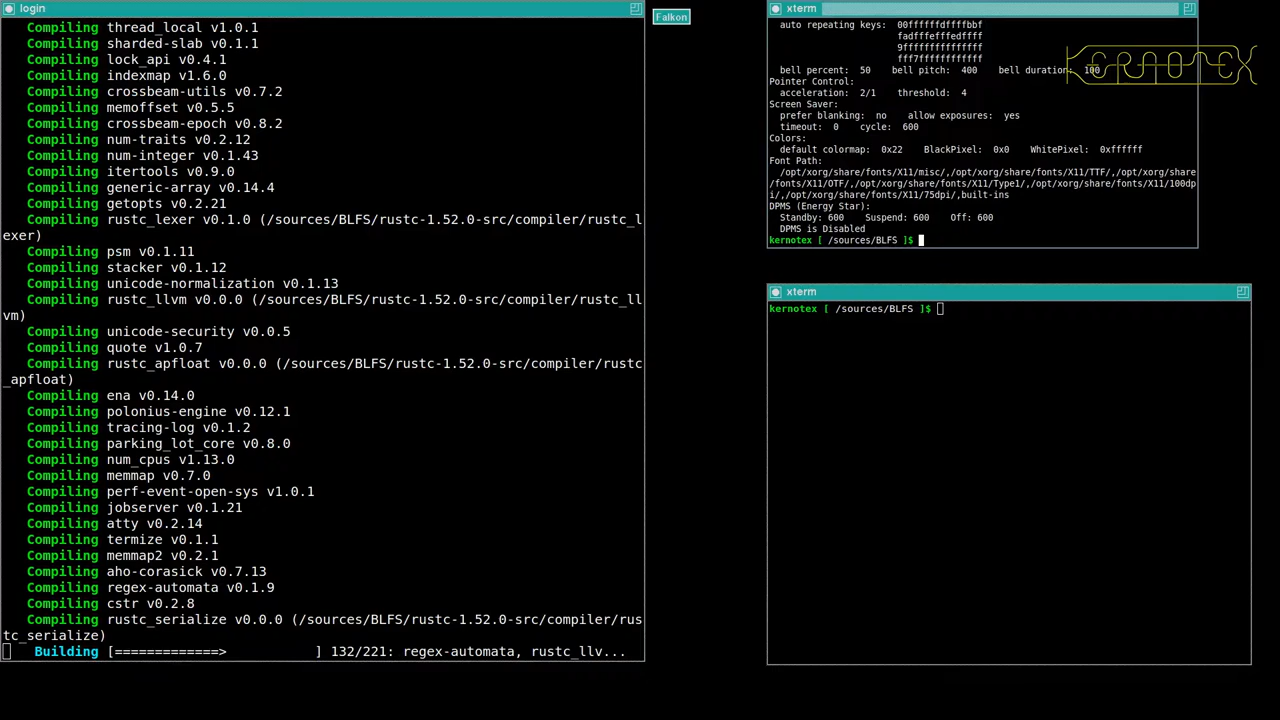 login
Compiling thread_local v1.0.1
Compiling sharded-slab v0.1.1
Compiling lock_api v0.4.1
Compiling indexmap v1.6.0
Compiling crossbeam-utils v0.7.2
Compiling memoffset v0.5.5
Compiling crossbeam-epoch v0.8.2
Compiling num-traits v0.2.12
Compiling num-integer v0.1.43
Compiling itertools v0.9.0
Compiling generic-array v0.14.4
Compiling getopts v0.2.21
Compiling rustc_lexer v0.1.0 (/sources/BLFS/rustc-1.52.0-src/compiler/rustc_l
exer)
Compiling psm v0.1.11
Compiling stacker v0.1.12
Compiling unicode-normalization v0.1.13
Compiling rustc_llvm v0.0.0 (/sources/BLFS/rustc-1.52.0-src/compiler/rustc_ll
vm)
Compiling unicode-security v0.0.5
Compiling quote v1.0.7
Compiling rustc_apfloat v0.0.0 (/sources/BLFS/rustc-1.52.0-src/compiler/rustc
_apfloat)
Compiling ena v0.14.0
Compiling polonius-engine v0.12.1
Compiling tracing-log v0.1.2
Compiling parking_lot_core v0.8.0
Compiling num_cpus v1.13.0
Compiling memmap v0.7.0
Compiling perf-event-open-sys v1.0.1
Compiling jobserver v0.1.21
Compiling atty v0.2.14
Compiling termize v0.1.1
Compiling memmap2 v0.2.1
Compiling aho-corasick v0.7.13
Compiling regex-automata v0.1.9
Compiling cstr v0.2.8
Compiling rustc_serialize v0.0.0 (/sources/BLFS/rustc-1.52.0-src/compiler/rus
tc_serialize)
Building [=============>            ] 132/221: regex-automata, rustc_llv...
Falkon
xterm
auto repeating keys:  00ffffffdffffbbf
fadfffefffedffff
9fffffffffffffff
fff7ffffffffffff
bell percent:  50    bell pitch:  400    bell duration:  100
Pointer Control:
acceleration:  2/1    threshold:  4
Screen Saver:
prefer blanking:  no    allow exposures:  yes
timeout:  0    cycle:  600
Colors:
default colormap:  0x22    BlackPixel:  0x0    WhitePixel:  0xffffff
Font Path:
/opt/xorg/share/fonts/X11/misc/,/opt/xorg/share/fonts/X11/TTF/,/opt/xorg/share
/fonts/X11/OTF/,/opt/xorg/share/fonts/X11/Type1/,/opt/xorg/share/fonts/X11/100dp
i/,/opt/xorg/share/fonts/X11/75dpi/,built-ins
DPMS (Energy Star):
Standby: 600    Suspend: 600    Off: 600
DPMS is Disabled
kernotex [ /sources/BLFS ]$
KERNOTEX
xterm
kernotex [ /sources/BLFS ]$